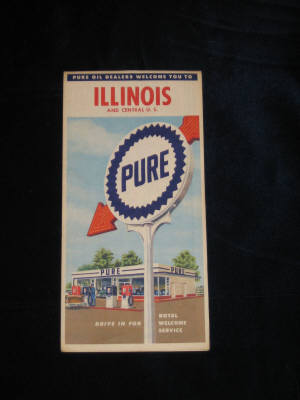 PURE OIL DEALERS WELCOME YOU TO
ILLINOIS
AND CENTRAL U. S.
PURE
PURE
PURE
DRIVE IN FOR
ROYAL
WELCOME
SERVICE